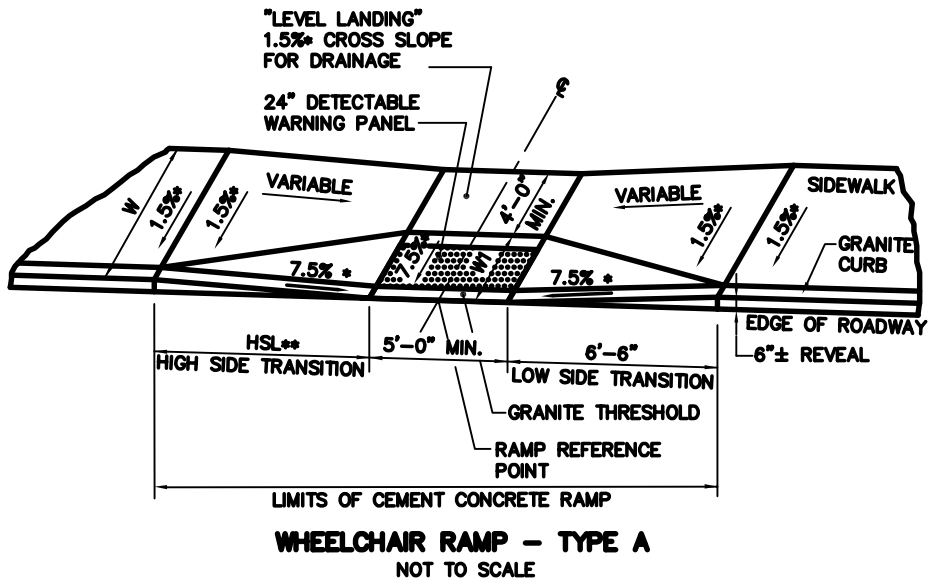 "LEVEL LANDING"
1.5%* CROSS SLOPE
FOR DRAINAGE
24" DETECTABLE
WARNING PANEL
℄
W
1.5%*
1.5%*
VARIABLE
4'-0"
MIN.
VARIABLE
1.5%*
1.5%*
SIDEWALK
GRANITE
CURB
7.5% *
7.5%*
W1
7.5% *
EDGE OF ROADWAY
6"± REVEAL
HSL**
HIGH SIDE TRANSITION
5'-0" MIN.
6'-6"
LOW SIDE TRANSITION
GRANITE THRESHOLD
RAMP REFERENCE
POINT
LIMITS OF CEMENT CONCRETE RAMP
WHEELCHAIR RAMP - TYPE A
NOT TO SCALE